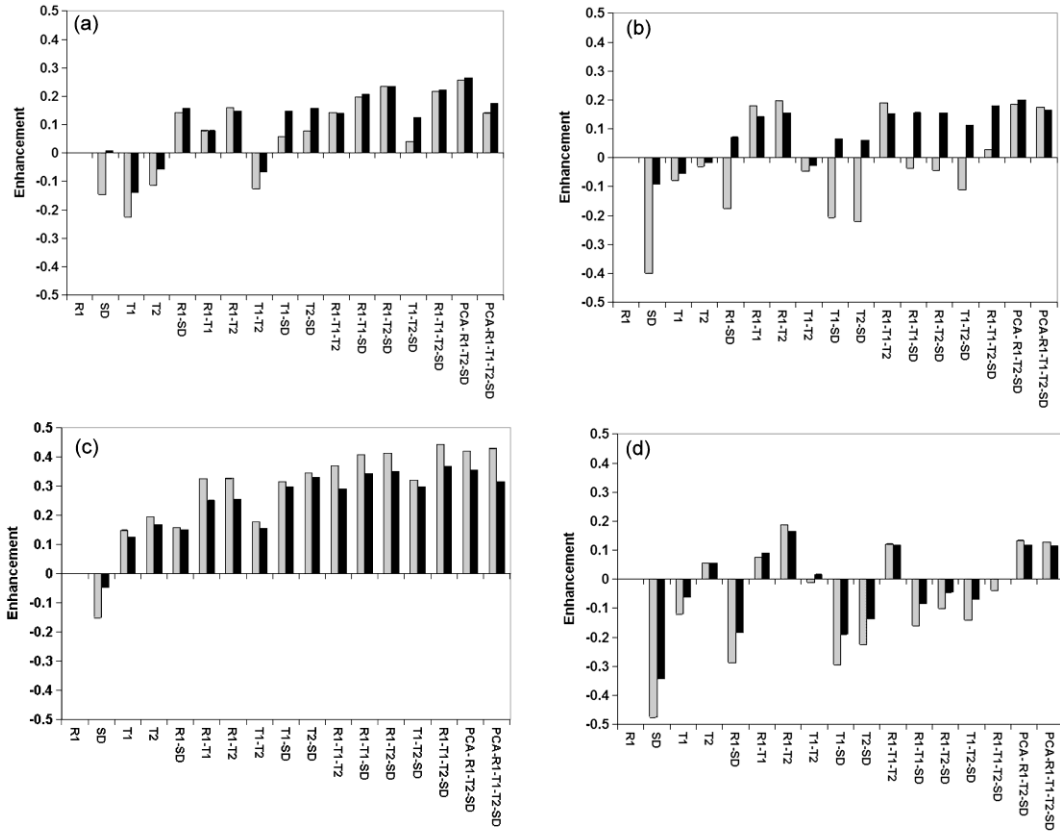 (a)
Enhancement
0.5
0.4
0.3
0.2
0.1
0
-0.1
-0.2
-0.3
-0.4
-0.5
R1
SD
T1
T2
R1-SD
R1-T1
R1-T2
T1-T2
T1-SD
T2-SD
R1-T1-T2
R1-T1-SD
R1-T2-SD
T1-T2-SD
R1-T1-T2-SD
PCA-R1-T2-SD
PCA-R1-T1-T2-SD
(b)
Enhancement
0.5
0.4
0.3
0.2
0.1
0
-0.1
-0.2
-0.3
-0.4
-0.5
R1
SD
T1
T2
R1-SD
R1-T1
R1-T2
T1-T2
T1-SD
T2-SD
R1-T1-T2
R1-T1-SD
R1-T2-SD
T1-T2-SD
R1-T1-T2-SD
PCA- R1-T2-SD
PCA-R1-T1-T2-SD
(c)
Enhancement
0.5
0.4
0.3
0.2
0.1
0
-0.1
-0.2
-0.3
-0.4
-0.5
R1
SD
T1
T2
R1-SD
R1-T1
R1-T2
T1-T2
T1-SD
T2-SD
R1-T1-T2
R1-T1-SD
R1-T2-SD
T1-T2-SD
R1-T1-T2-SD
PCA- R1-T2-SD
PCA-R1-T1-T2-SD
(d)
Enhancement
0.5
0.4
0.3
0.2
0.1
0
-0.1
-0.2
-0.3
-0.4
-0.5
R1
SD
T1
T2
R1-SD
R1-T1
R1-T2
T1-T2
T1-SD
T2-SD
R1-T1-T2
R1-T1-SD
R1-T2-SD
T1-T2-SD
R1-T1-T2-SD
PCA- R1-T2-SD
PCA-R1-T1-T2-SD